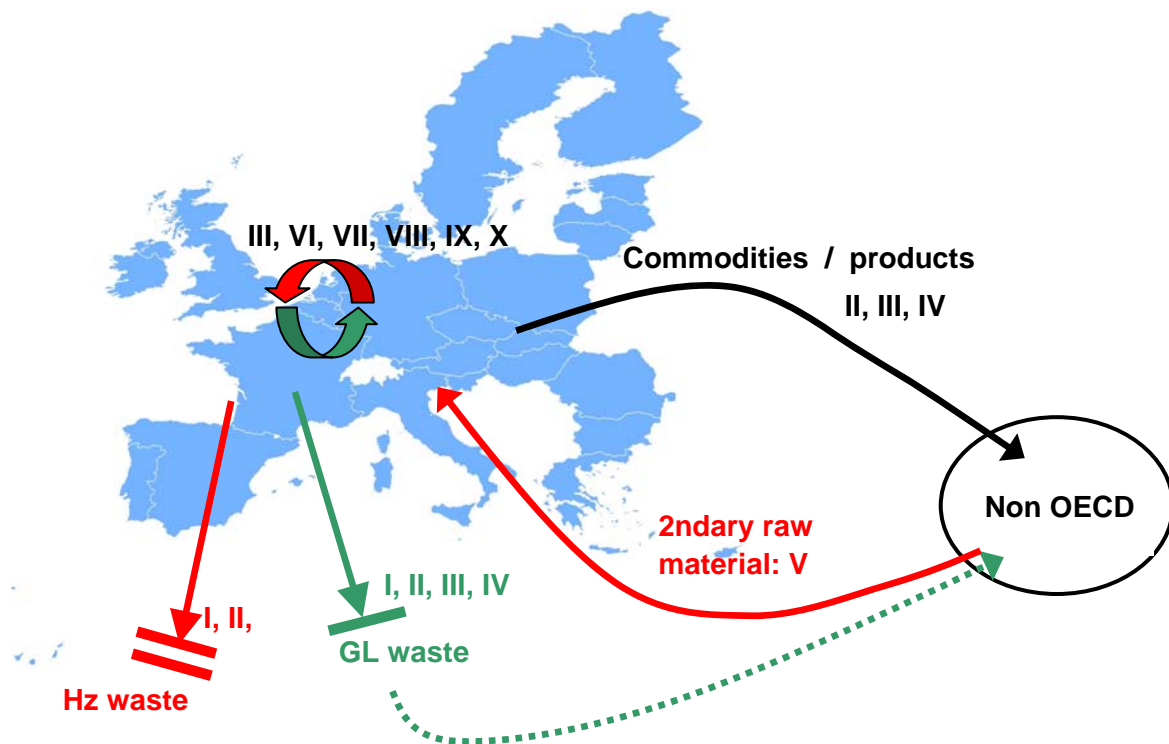 III, VI, VII, VIII, IX, X
Commodities / products
II, III, IV
Non OECD
2ndary raw
material: V
I, II, III, IV
I, II,
GL waste
Hz waste